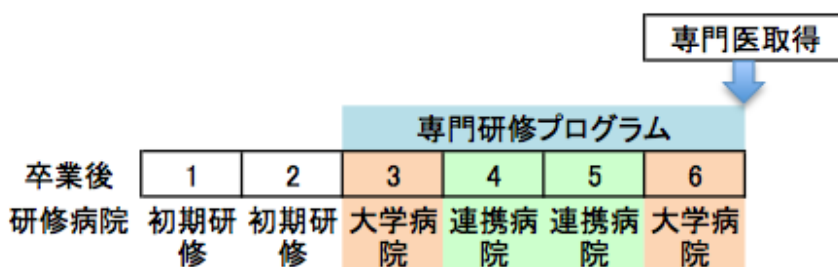 専門医取得
専門研修プログラム
卒業後 1 2 3 4 5 6
研修病院 初期研 初期研 大学病 連携病 連携病 大学病
修 修 院 院 院 院